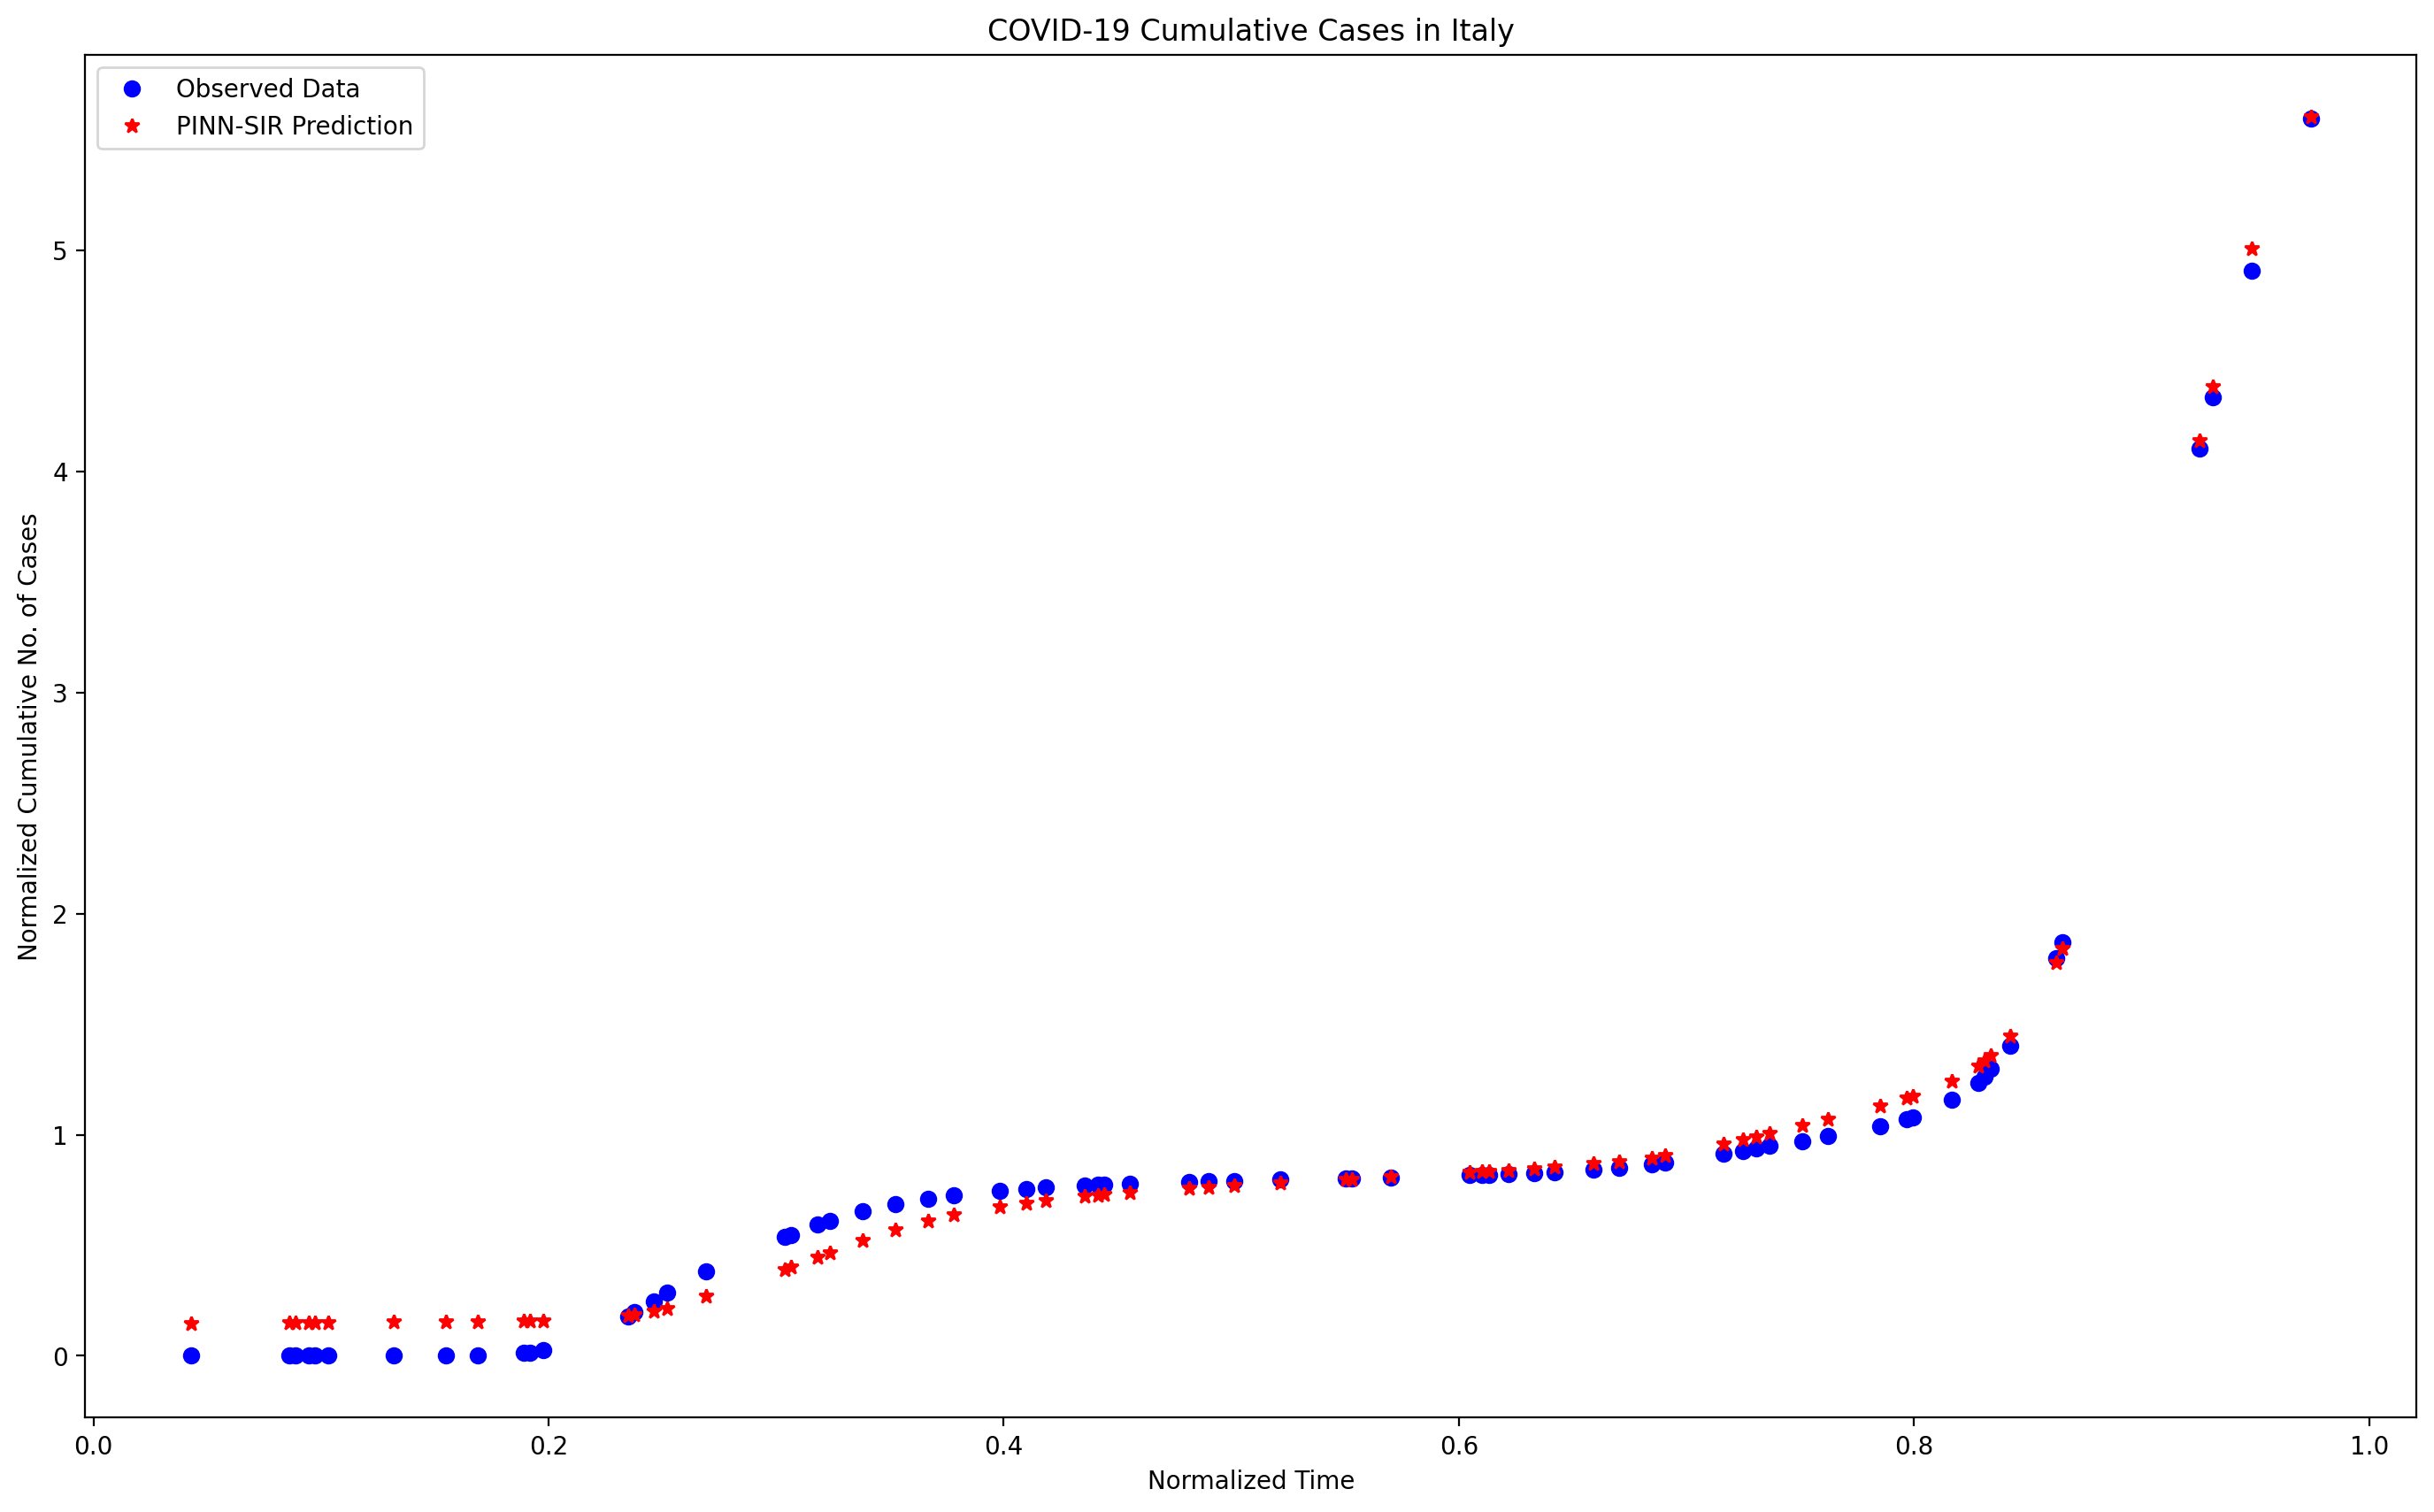 COVID-19 Cumulative Cases in Italy
Observed Data
PINN-SIR Prediction
Normalized Cumulative No. of Cases
5
4
3
2
1
0
0.0 0.2 0.4 0.6 0.8 1.0
Normalized Time